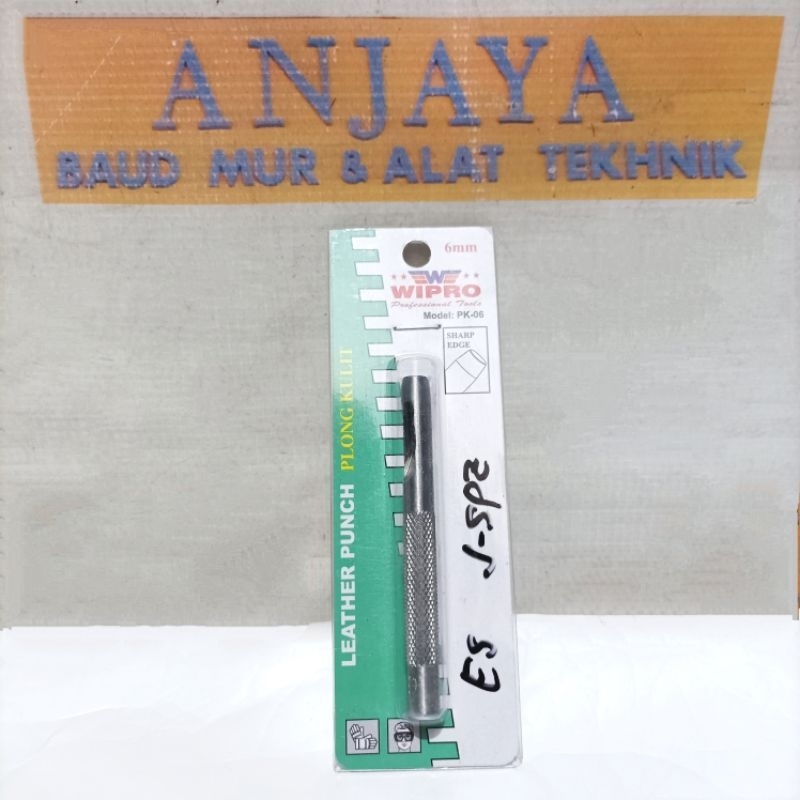 ANJAYA
BAUD MUR & ALAT TEKHNIK
6mm
W
WIPRO
Professional Tools
Model: PK-06
SHARP
EDGE
LEATHER PUNCH PLONG KULIT
ES